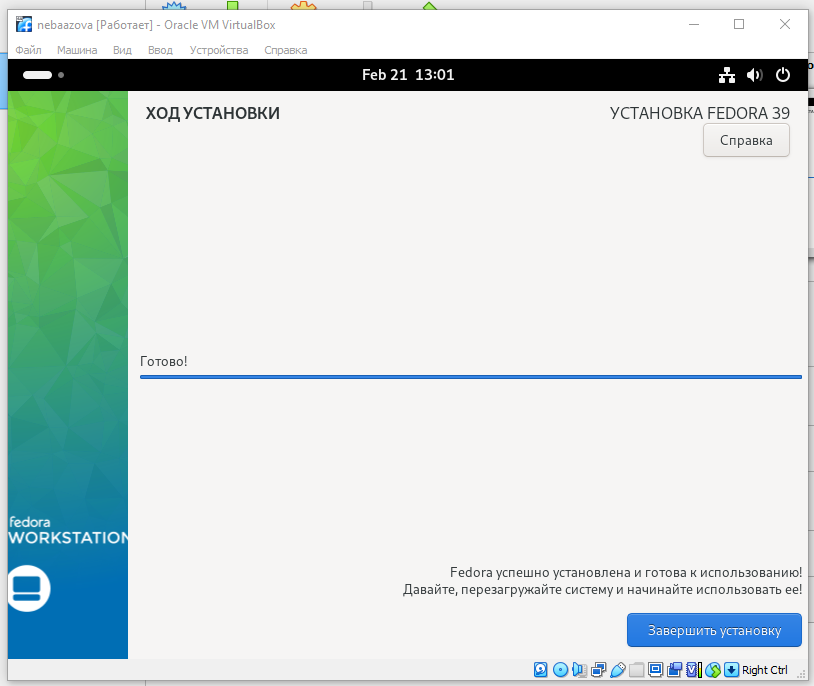 nebaazova [Работает] - Oracle VM VirtualBox
Файл Машина Вид Ввод Устройства Справка
Feb 21 13:01
ХОД УСТАНОВКИ
УСТАНОВКА FEDORA 39
Справка
Готово!
fedora
WORKSTATION
Fedora успешно установлена и готова к использованию!
Давайте, перезагружайте систему и начинайте использовать ее!
Завершить установку
Right Ctrl